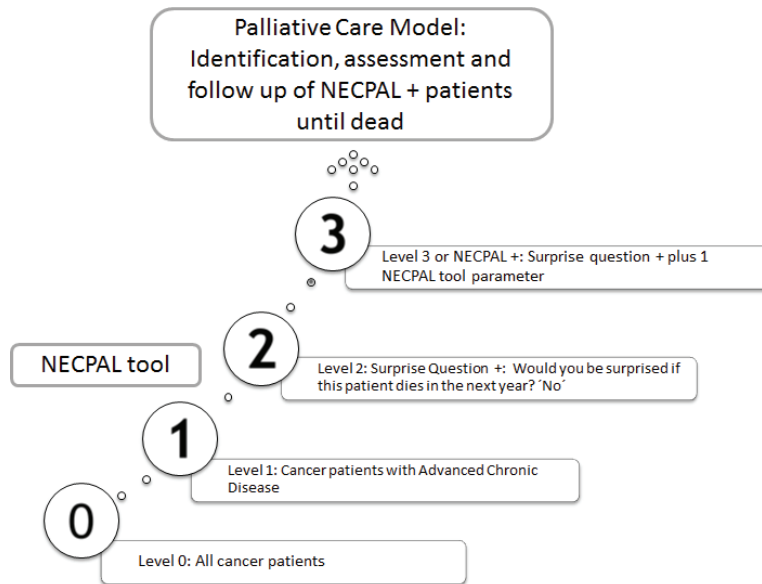 Palliative Care Model:
Identification, assessment and
follow up of NECPAL + patients
until dead
3
Level 3 or NECPAL +: Surprise question + plus 1
NECPAL tool parameter
2
NECPAL tool
Level 2: Surprise Question +: Would you be surprised if
this patient dies in the next year? ´No´
1
Level 1: Cancer patients with Advanced Chronic
Disease
0
Level 0: All cancer patients